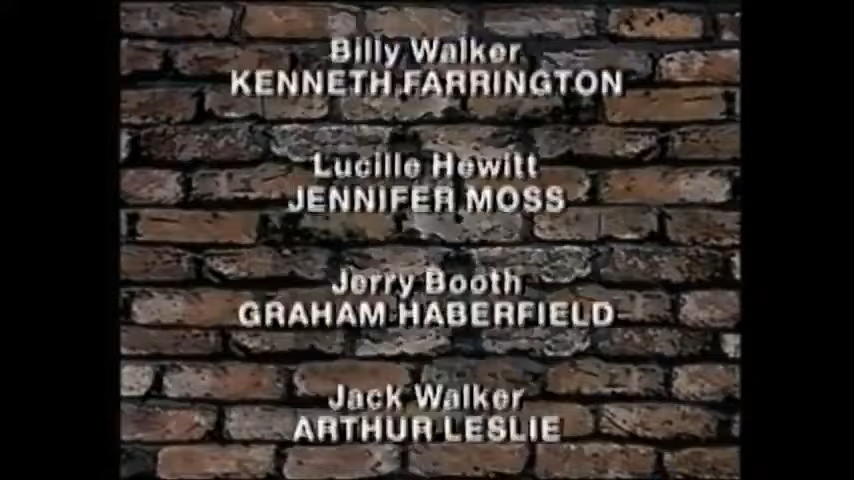 Billy Walker
KENNETH FARRINGTON
Lucille Hewitt
JENNIFER MOSS
Jerry Booth
GRAHAM HABERFIELD
Jack Walker
ARTHUR LESLIE